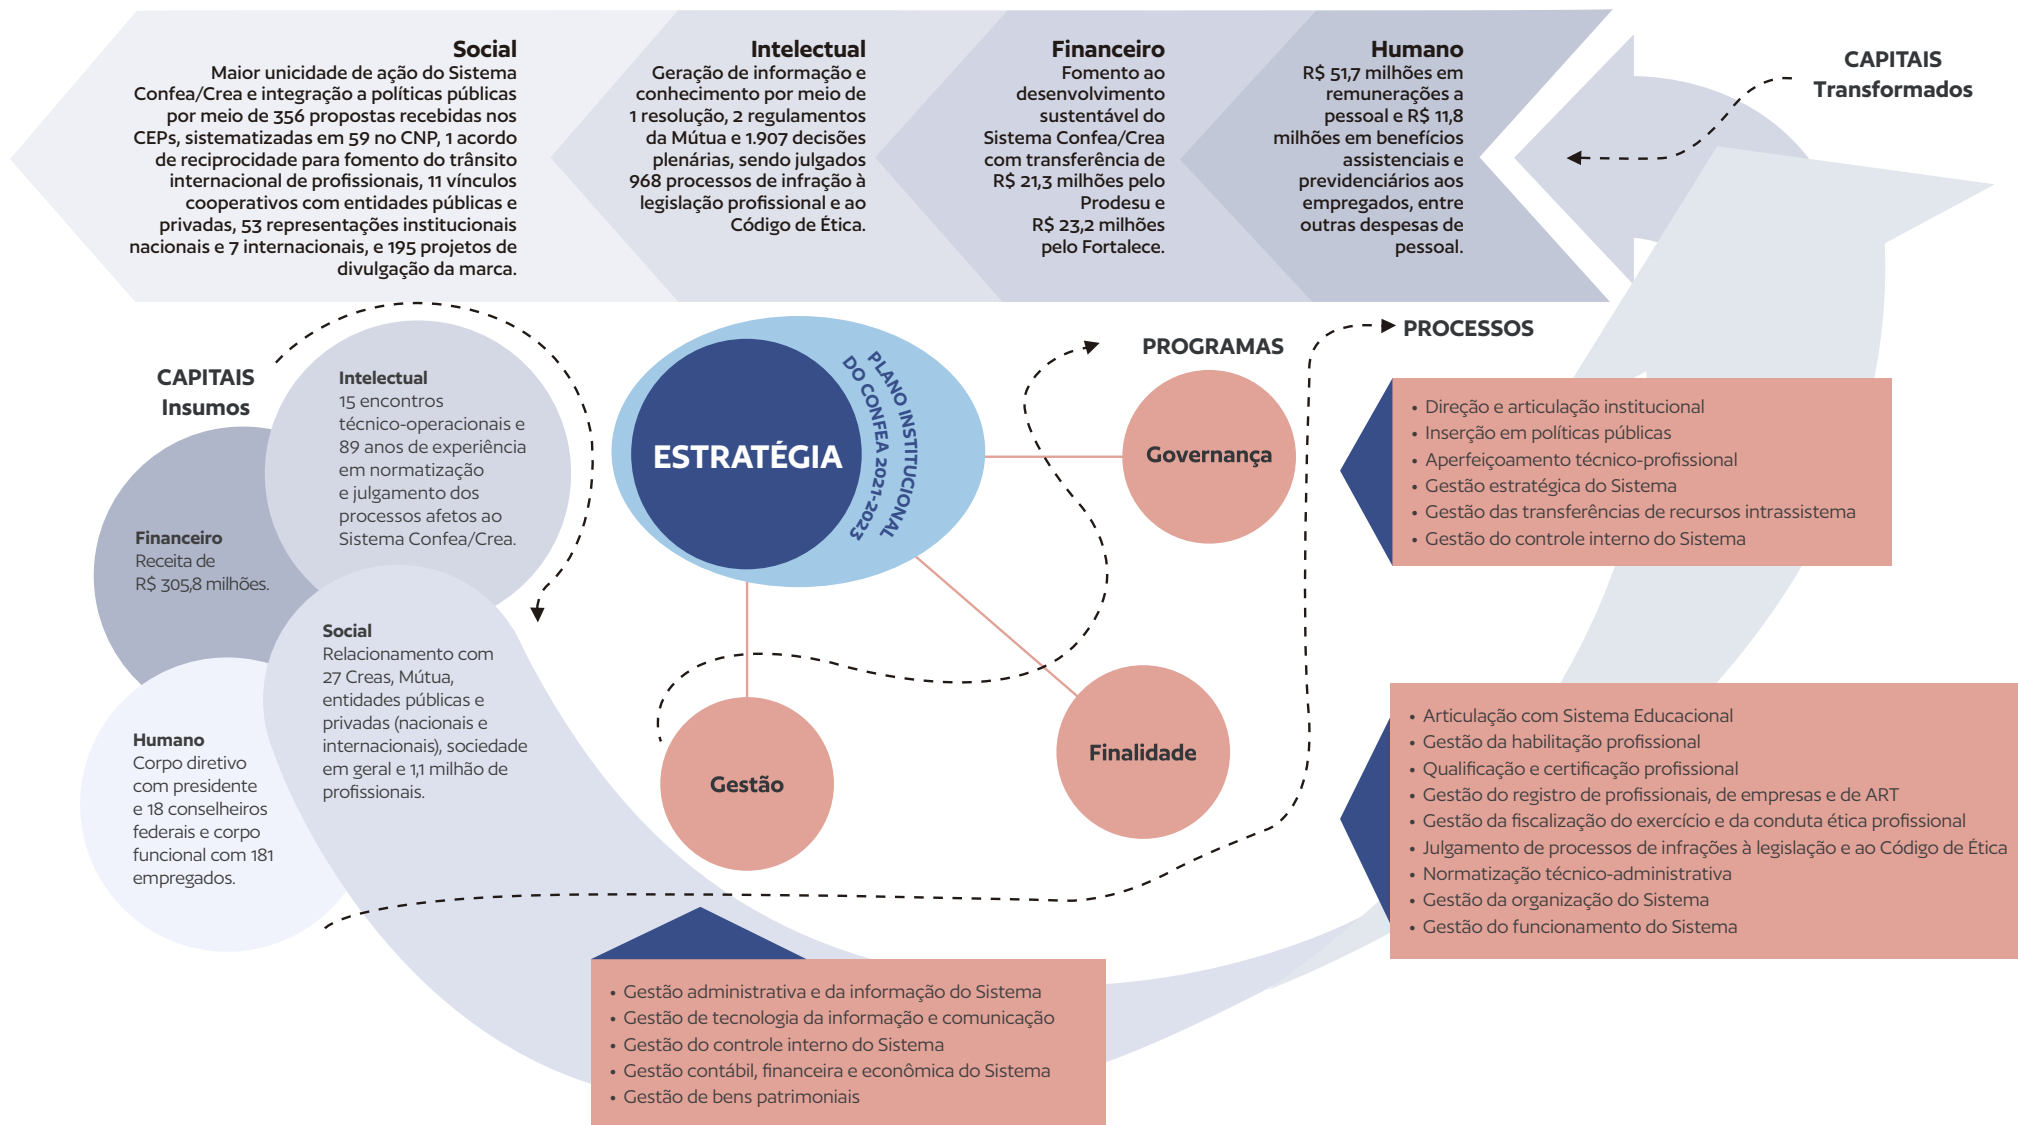 Social
Maior unicidade de ação do Sistema
Confea/Crea e integração a políticas públicas
por meio de 356 propostas recebidas nos
CEPs, sistematizadas em 59 no CNP, 1 acordo
de reciprocidade para fomento do trânsito
internacional de profissionais, 11 vínculos
cooperativos com entidades públicas e
privadas, 53 representações institucionais
nacionais e 7 internacionais, e 195 projetos de
divulgação da marca.
Intelectual
Geração de informação e
conhecimento por meio de
1 resolução, 2 regulamentos
da Mútua e 1.907 decisões
plenárias, sendo julgados
968 processos de infração à
legislação profissional e ao
Código de Ética.
Financeiro
Fomento ao
desenvolvimento
sustentável do
Sistema Confea/Crea
com transferência de
R$ 21,3 milhões pelo
Prodesu e
R$ 23,2 milhões
pelo Fortalece.
Humano
R$ 51,7 milhões em
remunerações a
pessoal e R$ 11,8
milhões em benefícios
assistenciais e
previdenciários aos
empregados, entre
outras despesas de
pessoal.
CAPITAIS
Transformados
CAPITAIS
Insumos
Intelectual
15 encontros
técnico-operacionais e
89 anos de experiência
em normatização
e julgamento dos
processos afetos ao
Sistema Confea/Crea.
Financeiro
Receita de
R$ 305,8 milhões.
Social
Relacionamento com
27 Creas, Mútua,
entidades públicas e
privadas (nacionais e
internacionais), sociedade
em geral e 1,1 milhão de
profissionais.
Humano
Corpo diretivo
com presidente
e 18 conselheiros
federais e corpo
funcional com 181
empregados.
ESTRATÉGIA
PLANO INSTITUCIONAL
DO CONFEA 2021-2023
PROGRAMAS
Governança
Finalidade
Gestão
PROCESSOS
• Direção e articulação institucional
• Inserção em políticas públicas
• Aperfeiçoamento técnico-profissional
• Gestão estratégica do Sistema
• Gestão das transferências de recursos intrassistema
• Gestão do controle interno do Sistema
• Articulação com Sistema Educacional
• Gestão da habilitação profissional
• Qualificação e certificação profissional
• Gestão do registro de profissionais, de empresas e de ART
• Gestão da fiscalização do exercício e da conduta ética profissional
• Julgamento de processos de infrações à legislação e ao Código de Ética
• Normatização técnico-administrativa
• Gestão da organização do Sistema
• Gestão do funcionamento do Sistema
• Gestão administrativa e da informação do Sistema
• Gestão de tecnologia da informação e comunicação
• Gestão do controle interno do Sistema
• Gestão contábil, financeira e econômica do Sistema
• Gestão de bens patrimoniais